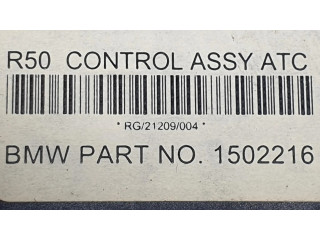 R50 CONTROL ASSY ATC
* RG/21209/004 *
BMW PART NO. 1502216